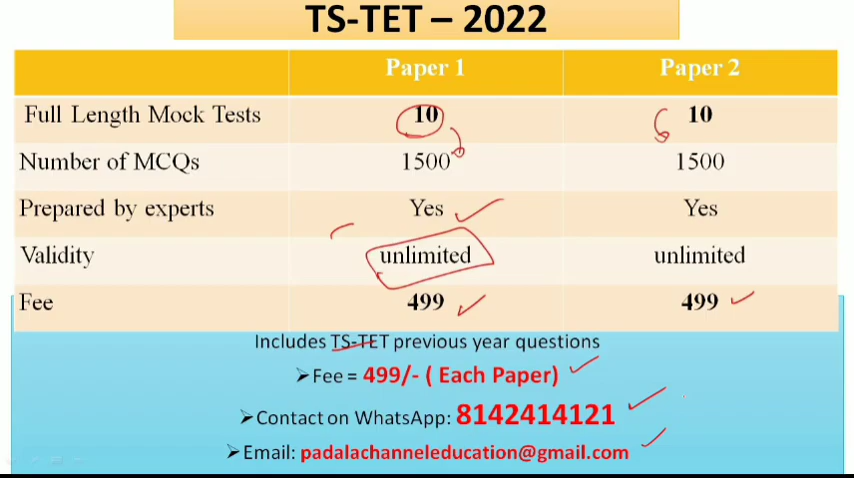 TS-TET – 2022
Paper 1 Paper 2
Full Length Mock Tests 10 10
Number of MCQs 1500 1500
Prepared by experts Yes Yes
Validity unlimited unlimited
Fee 499 499
Includes TS-TET previous year questions
➢Fee = 499/- ( Each Paper)
➢Contact on WhatsApp: 8142414121
➢Email: padalachanneleducation@gmail.com